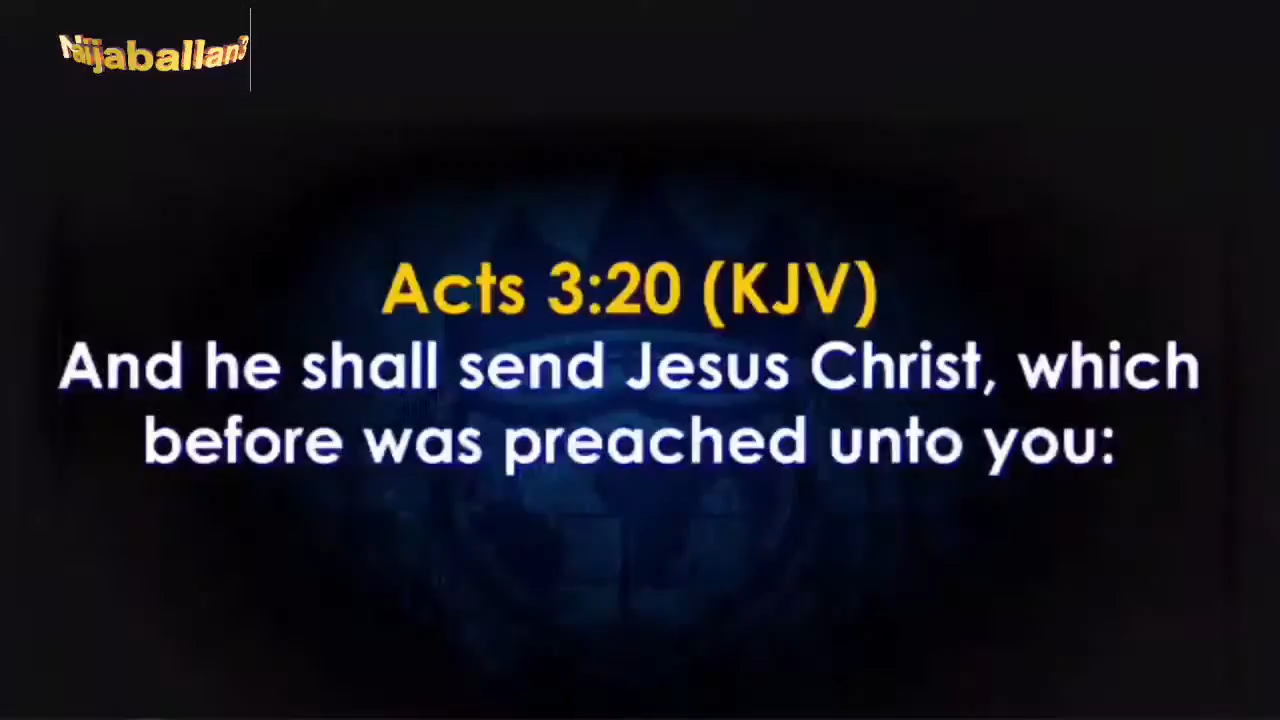 Naijaballan3
Acts 3:20 (KJV)
And he shall send Jesus Christ, which
before was preached unto you: